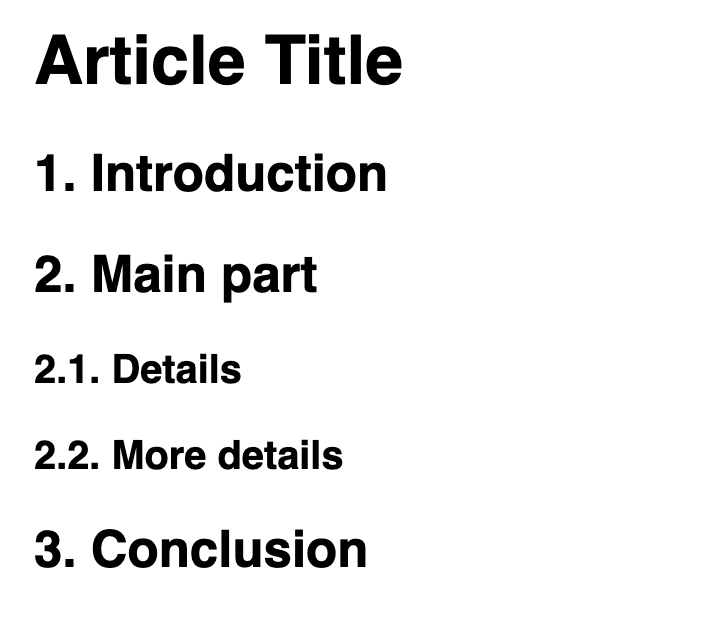 Article Title
1. Introduction
2. Main part
2.1. Details
2.2. More details
3. Conclusion